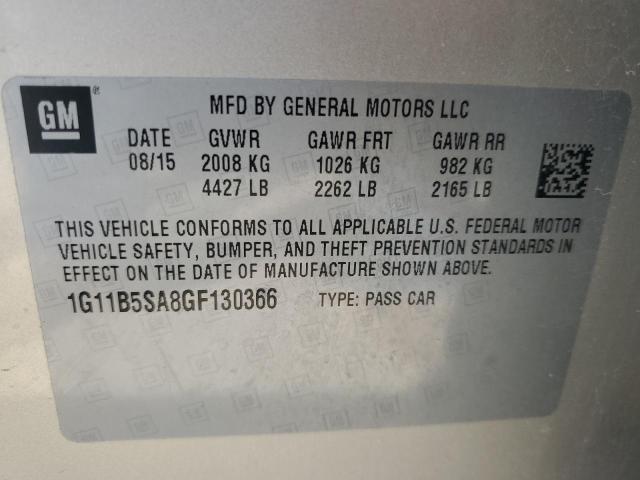 GM ®
MFD BY GENERAL MOTORS LLC
DATE GVWR GAWR FRT GAWR RR
08/15 2008 KG 1026 KG 982 KG
4427 LB 2262 LB 2165 LB
THIS VEHICLE CONFORMS TO ALL APPLICABLE U.S. FEDERAL MOTOR
VEHICLE SAFETY, BUMPER, AND THEFT PREVENTION STANDARDS IN
EFFECT ON THE DATE OF MANUFACTURE SHOWN ABOVE.
1G11B5SA8GF130366 TYPE: PASS CAR